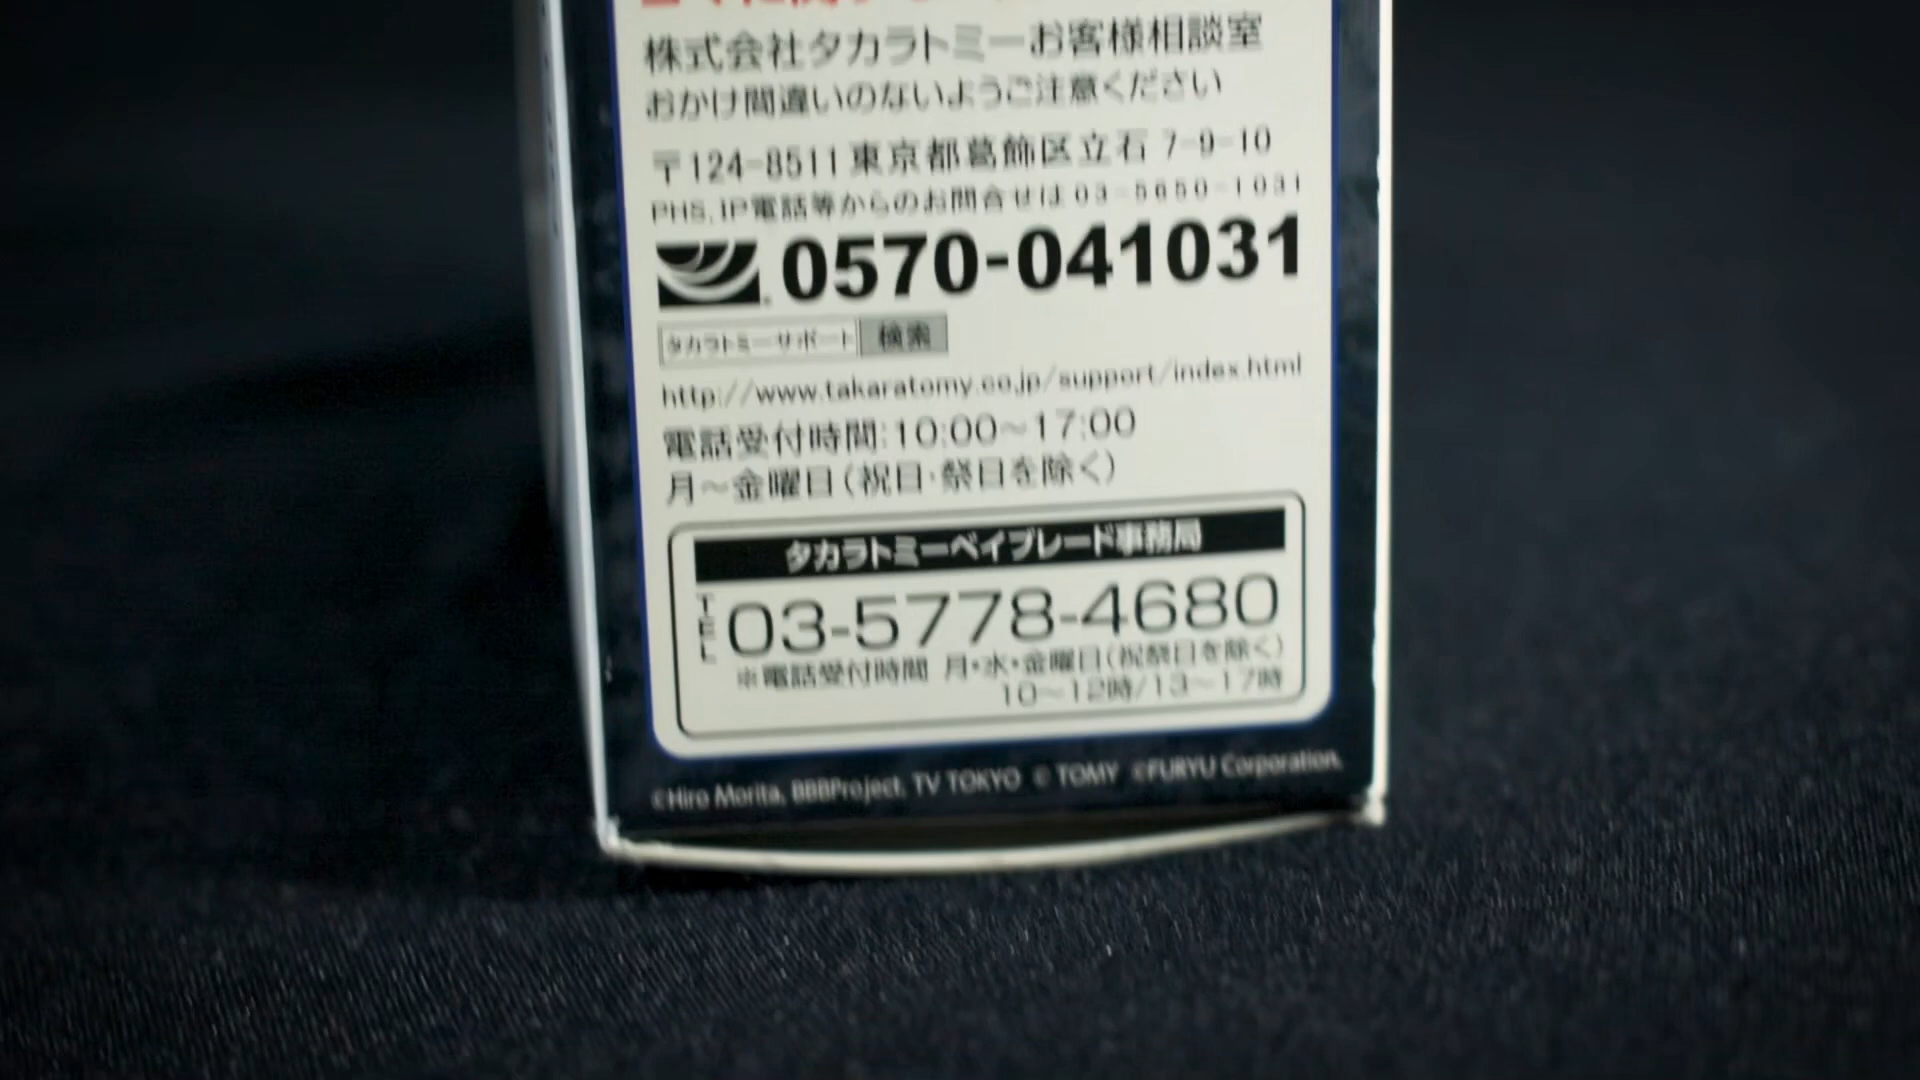 株式会社タカラトミーお客様相談室
おかけ間違いのないようご注意ください
〒124-8511 東京都葛飾区立石 7-9-10
PHS,IP電話等からのお問合せは 03-5650-1031
0570-041031
タカラトミーサポート 検索
http://www.takaratomy.co.jp/support/index.html
電話受付時間:10:00~17:00
月~金曜日(祝日·祭日を除く)
タカラトミーベイブレード事務局
TEL 03-5778-4680
※電話受付時間 月・水・金曜日(祝祭日を除く)
10~12時/13~17時
©Hiro Morita, BBBProject, TV TOKYO © TOMY ©FURYU Corporation.